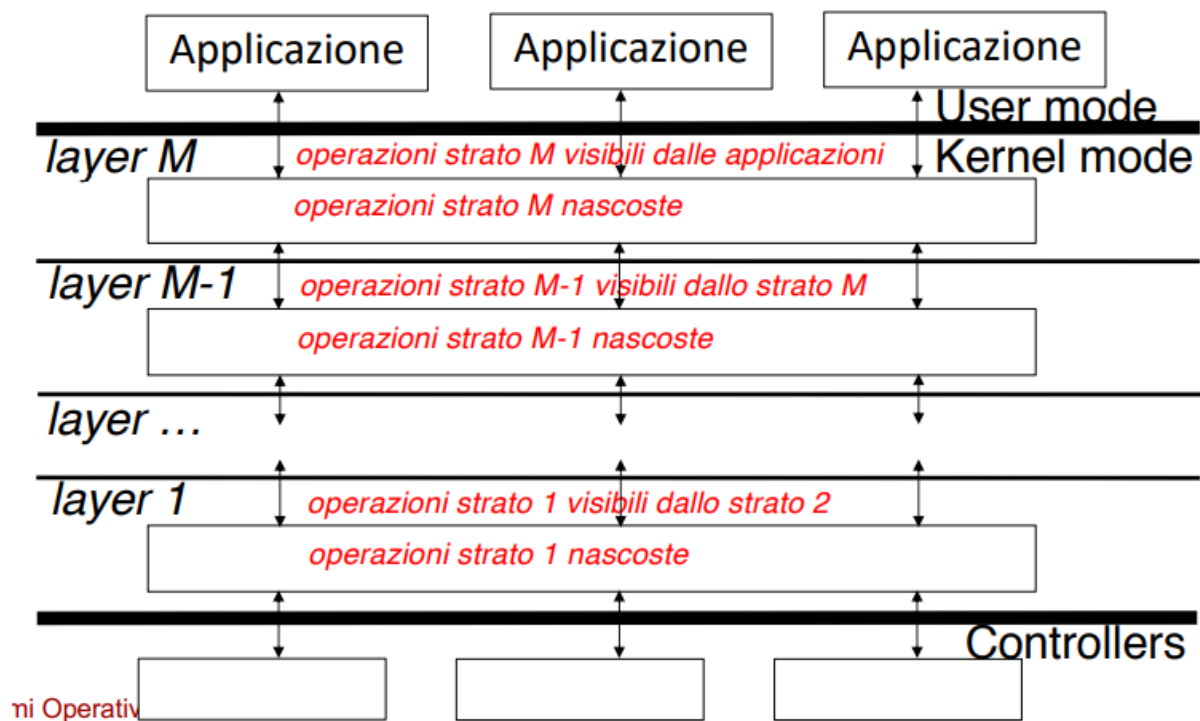 Applicazione Applicazione Applicazione
User mode
layer M operazioni strato M visibili dalle applicazioni Kernel mode
operazioni strato M nascoste
layer M-1 operazioni strato M-1 visibili dallo strato M
operazioni strato M-1 nascoste
layer ...
layer 1 operazioni strato 1 visibili dallo strato 2
operazioni strato 1 nascoste
Controllers
mi Operativ